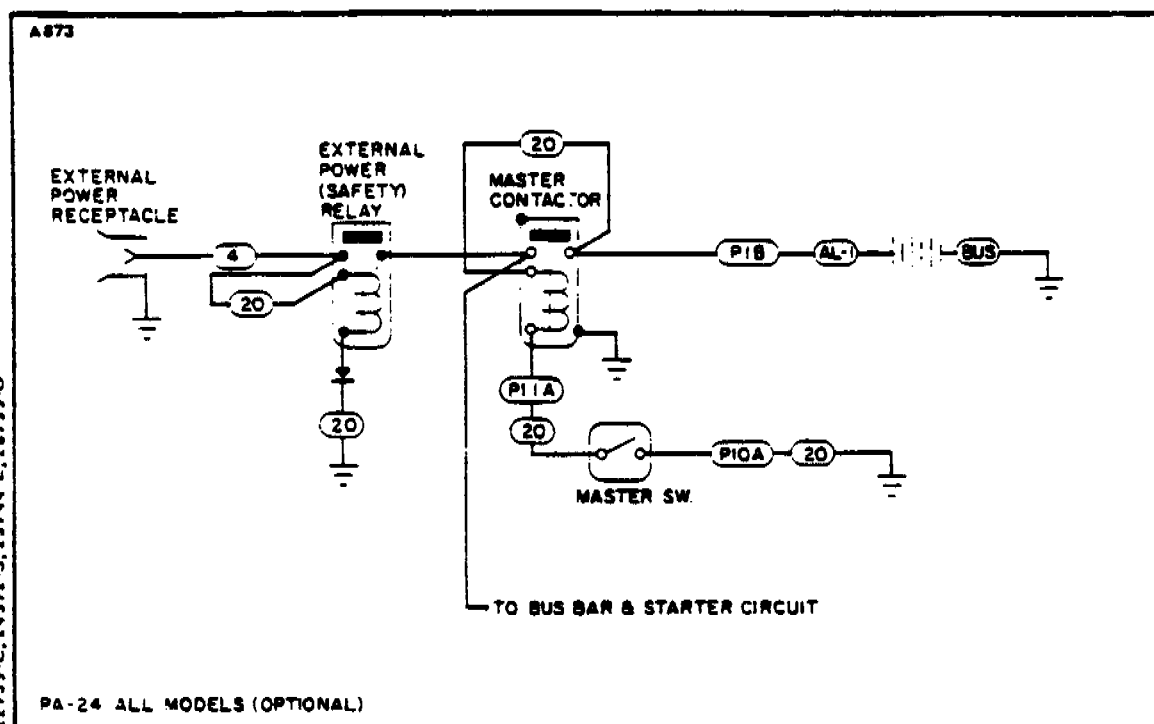 A873
EXTERNAL
POWER
RECEPTACLE
EXTERNAL
POWER
(SAFETY)
RELAY
MASTER
CONTACTOR
20
4
20
20
P1B
AL-1
BUS
P11A
20
P10A
20
MASTER SW.
TO BUS BAR & STARTER CIRCUIT
PA-24 ALL MODELS (OPTIONAL)